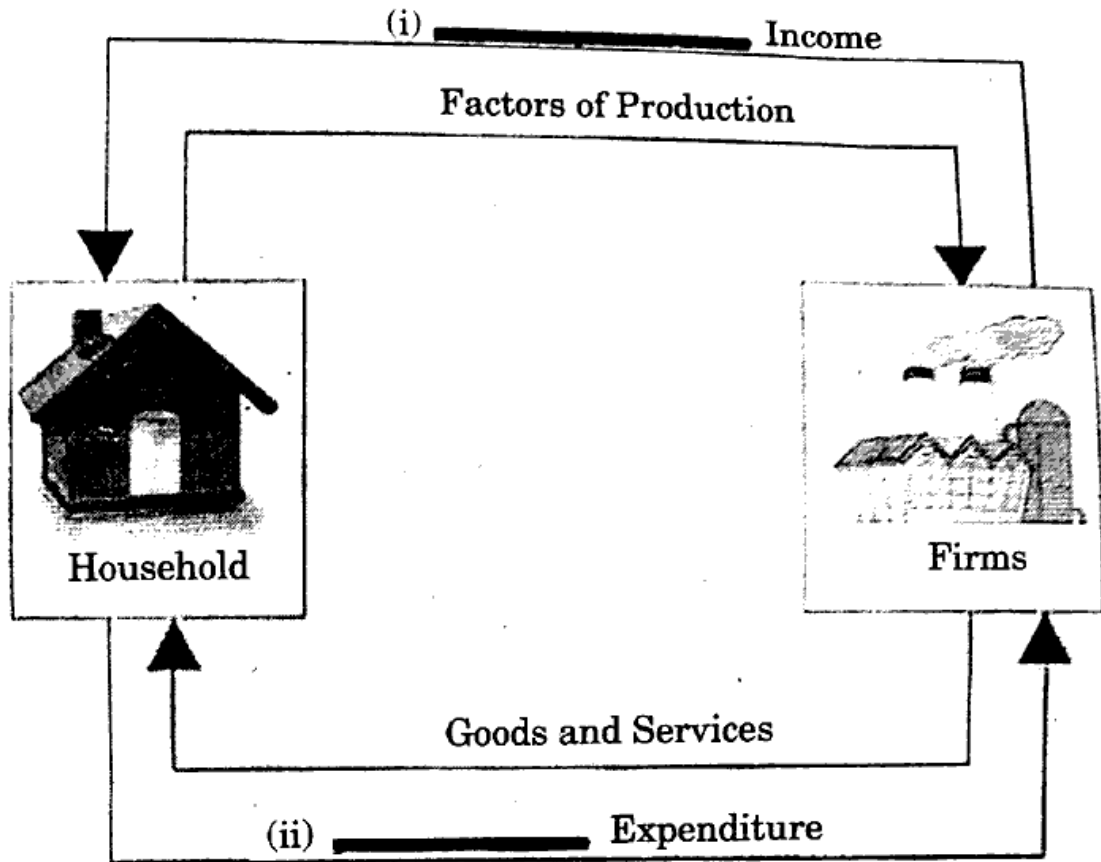 (i) Income
Factors of Production
Household
Firms
Goods and Services
(ii) Expenditure